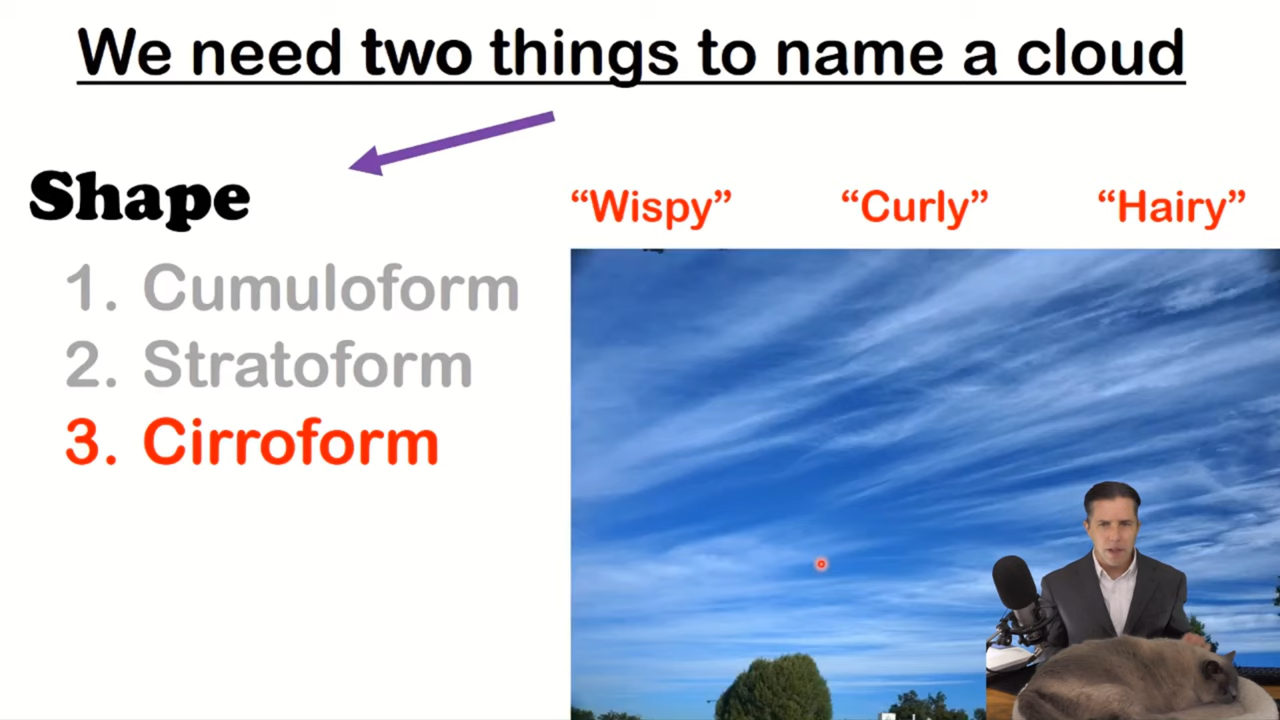 We need two things to name a cloud
Shape
“Wispy” “Curly” “Hairy”
1. Cumuloform
2. Stratoform
3. Cirroform